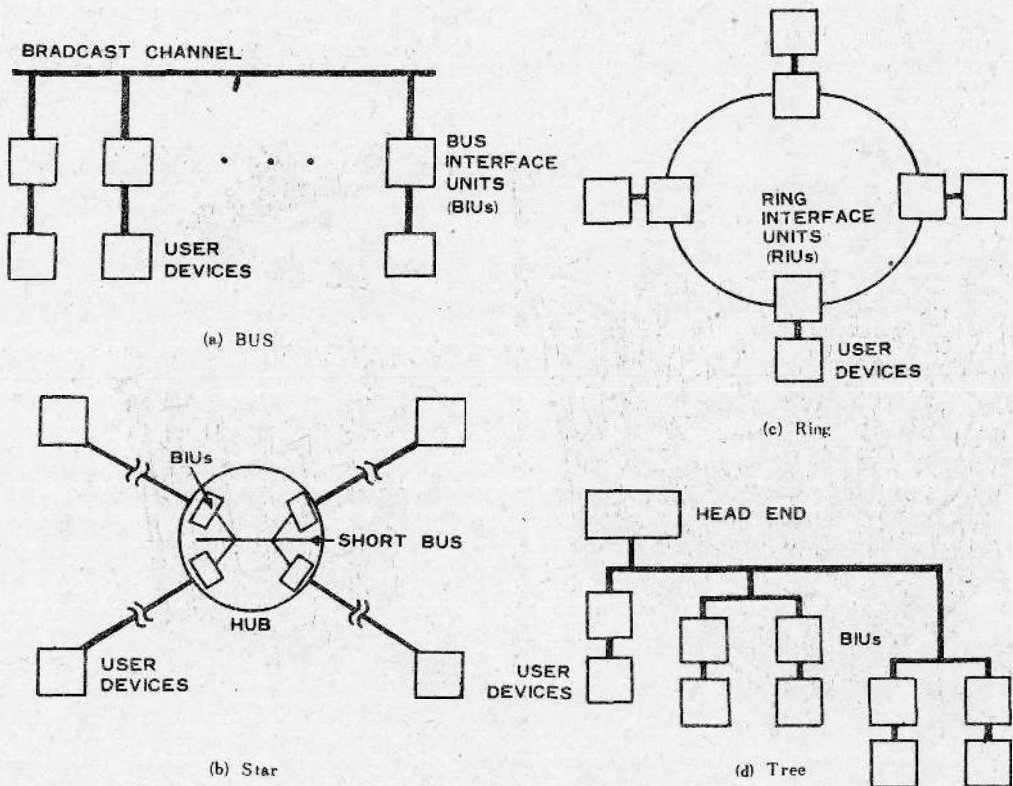 BRADCAST CHANNEL
BUS
INTERFACE
UNITS
(BIUs)
USER
DEVICES
(a) BUS
RING
INTERFACE
UNITS
(RIUs)
USER
DEVICES
(c) Ring
BIUs
SHORT BUS
HUB
USER
DEVICES
(b) Star
HEAD END
BIUs
USER
DEVICES
(d) Tree